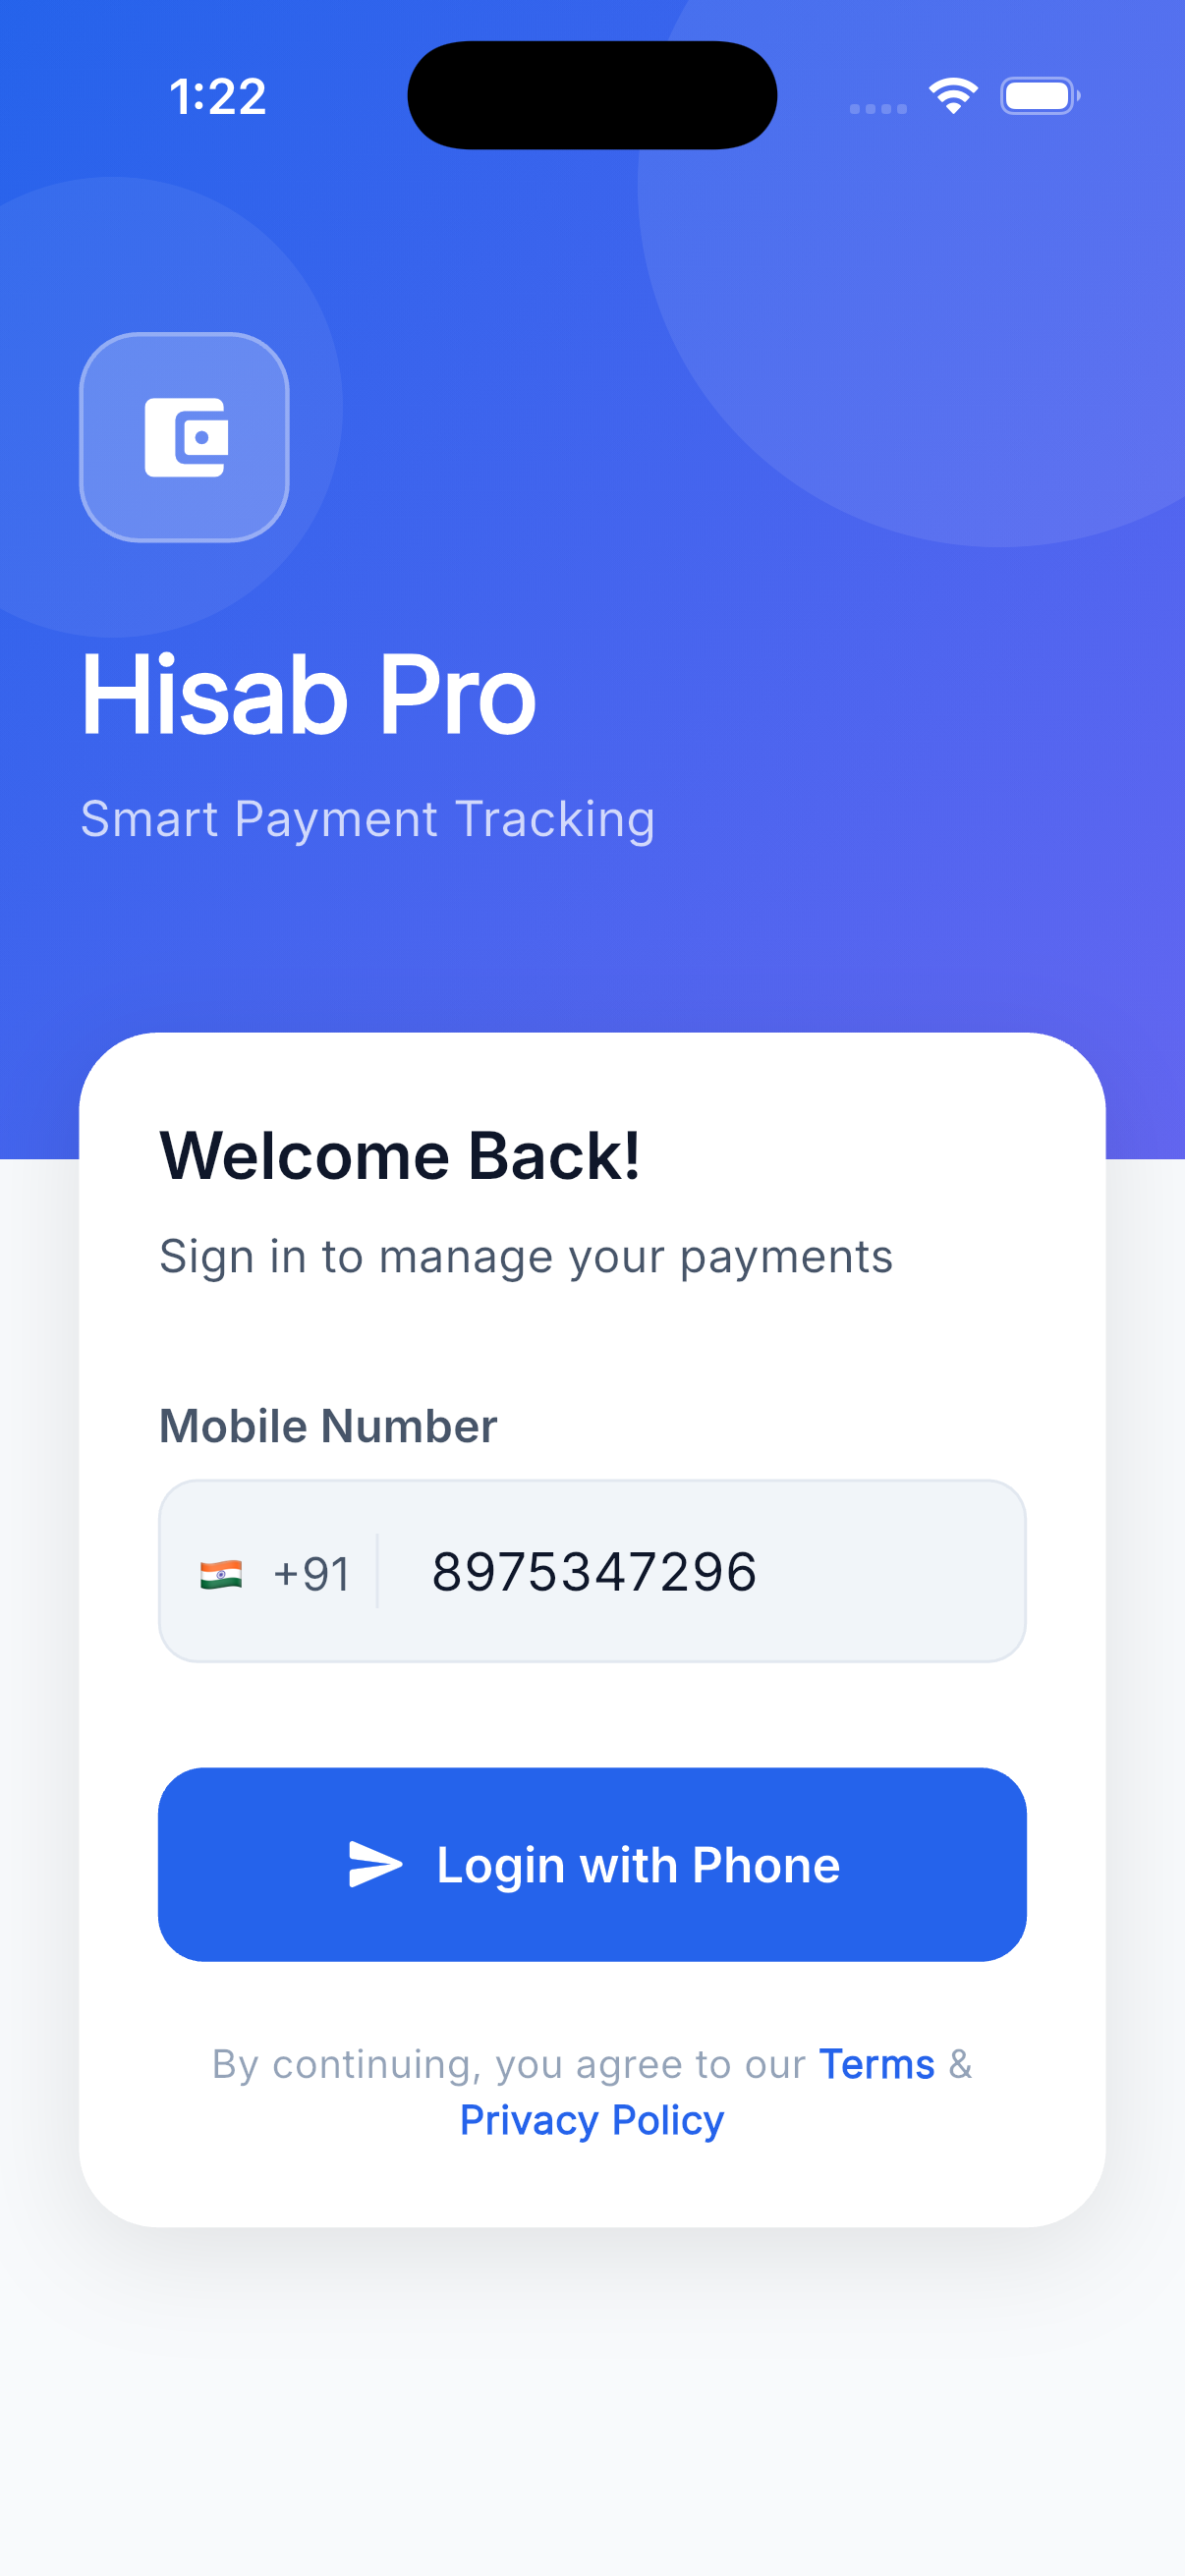 1:22
Hisab Pro
Smart Payment Tracking
Welcome Back!
Sign in to manage your payments
Mobile Number
+91 8975347296
Login with Phone
By continuing, you agree to our Terms &
Privacy Policy